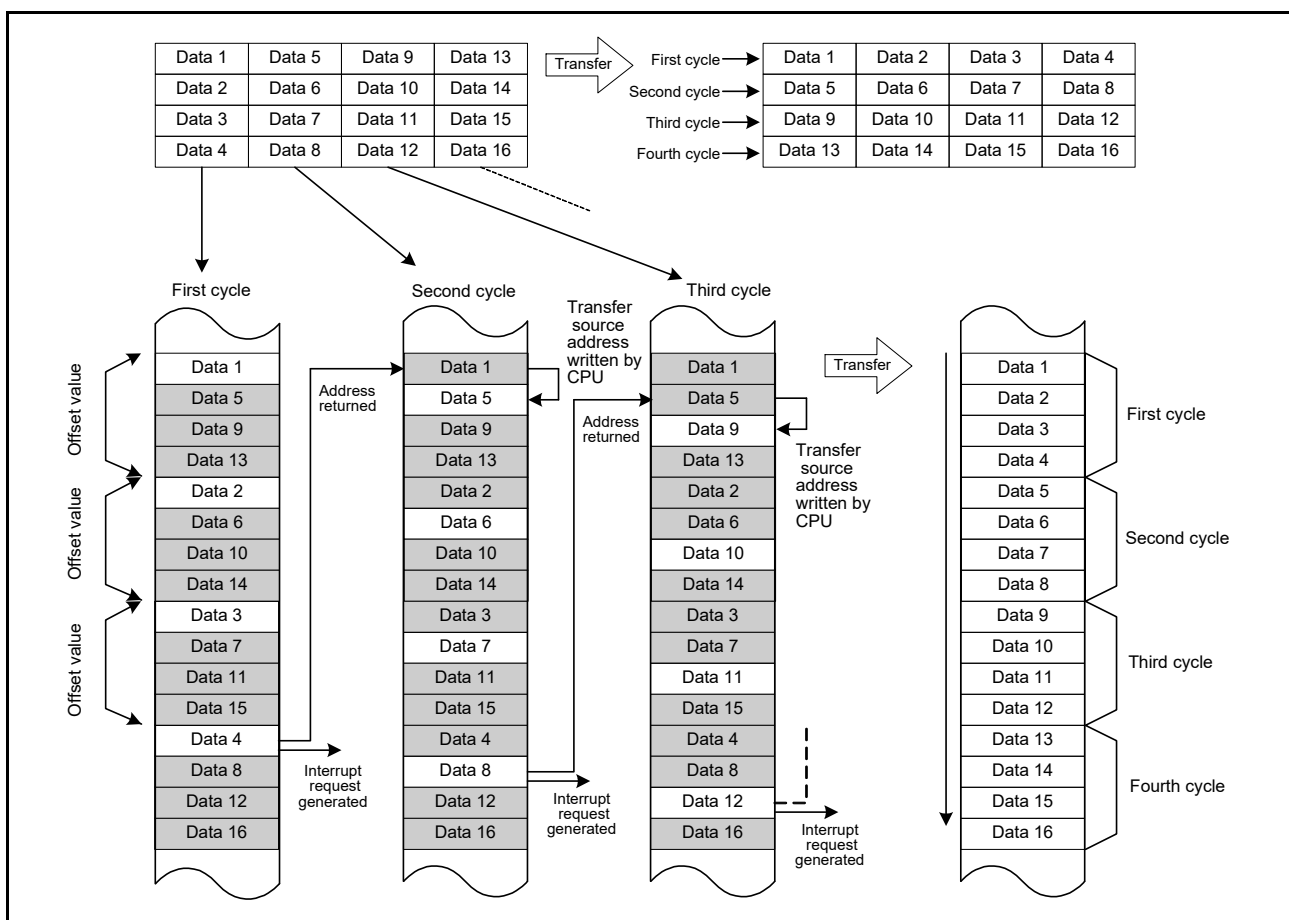 Data 1 Data 5 Data 9 Data 13
Data 2 Data 6 Data 10 Data 14
Data 3 Data 7 Data 11 Data 15
Data 4 Data 8 Data 12 Data 16
Transfer
First cycle Data 1 Data 2 Data 3 Data 4
Second cycle Data 5 Data 6 Data 7 Data 8
Third cycle Data 9 Data 10 Data 11 Data 12
Fourth cycle Data 13 Data 14 Data 15 Data 16
First cycle
Offset value
Offset value
Offset value
Data 1
Data 5
Data 9
Data 13
Data 2
Data 6
Data 10
Data 14
Data 3
Data 7
Data 11
Data 15
Data 4
Data 8
Data 12
Data 16
Address
returned
Interrupt
request
generated
Second cycle
Data 1
Data 5
Data 9
Data 13
Data 2
Data 6
Data 10
Data 14
Data 3
Data 7
Data 11
Data 15
Data 4
Data 8
Data 12
Data 16
Transfer
source
address
written by
CPU
Address
returned
Interrupt
request
generated
Third cycle
Data 1
Data 5
Data 9
Data 13
Data 2
Data 6
Data 10
Data 14
Data 3
Data 7
Data 11
Data 15
Data 4
Data 8
Data 12
Data 16
Transfer
source
address
written by
CPU
Interrupt
request
generated
Transfer
Data 1
Data 2
Data 3
Data 4
Data 5
Data 6
Data 7
Data 8
Data 9
Data 10
Data 11
Data 12
Data 13
Data 14
Data 15
Data 16
First cycle
Second cycle
Third cycle
Fourth cycle